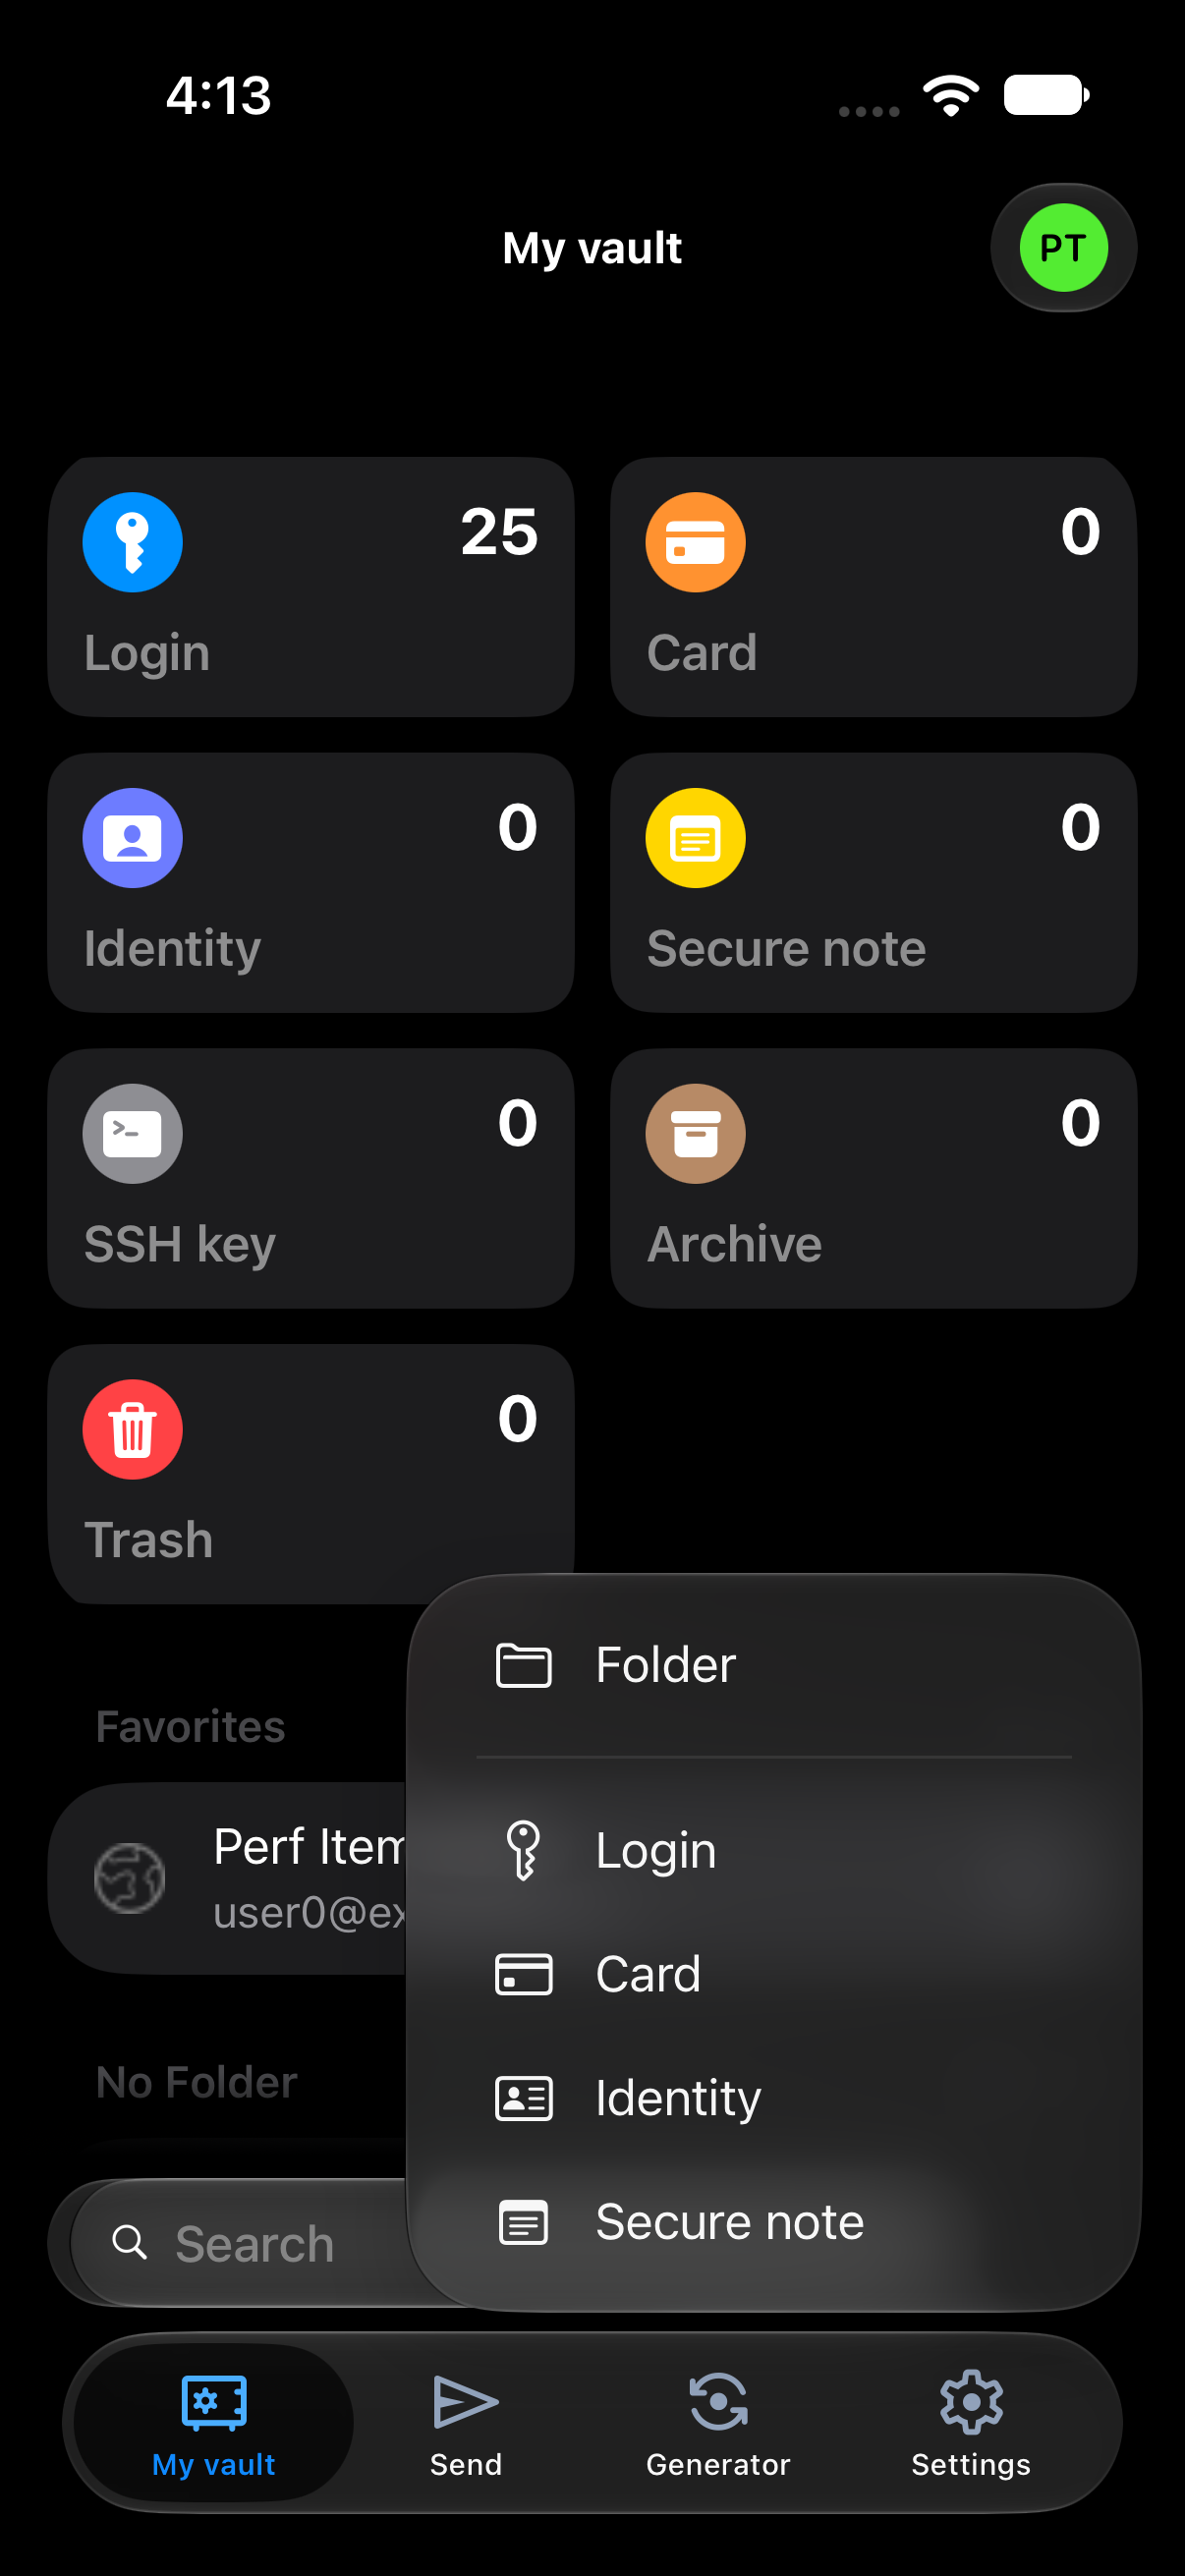 4:13
My vault
PT
25
Login
0
Card
0
Identity
0
Secure note
0
SSH key
0
Archive
0
Trash
Favorites
Perf Item
user0@ex
No Folder
Search
Folder
Login
Card
Identity
Secure note
My vault
Send
Generator
Settings